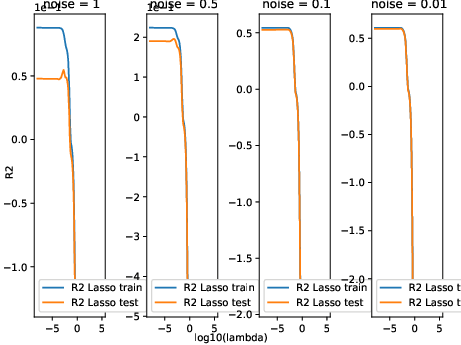 noise = 1
noise = 0.5
noise = 0.1
noise = 0.01
1e−1
R2
0.5
0.0
−0.5
−1.0
−5
0
5
R2 Lasso train
R2 Lasso test
2
1
0
−1
−2
−3
−4
−5
−5
0
5
R2 Lasso train
R2 Lasso test
0.5
0.0
−0.5
−1.0
−1.5
−2.0
−5
0
5
R2 Lasso train
R2 Lasso test
0.5
0.0
−0.5
−1.0
−1.5
−2.0
−5
0
5
R2 Lasso t
R2 Lasso t
log10(lambda)